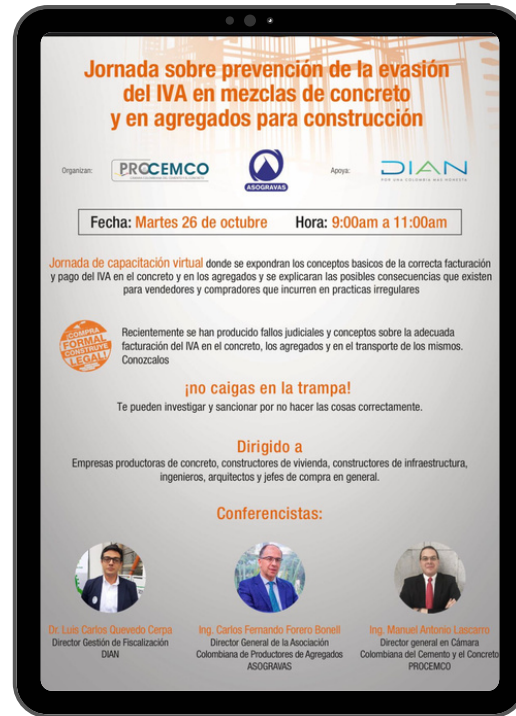 Jornada sobre prevención de la evasión
del IVA en mezclas de concreto
y en agregados para construcción
Organizan:
PROCEMCO
ASOGRAVAS
Apoya:
DIAN
POR UNA COLOMBIA MÁS HONESTA
Fecha: Martes 26 de octubre Hora: 9:00am a 11:00am
Jornada de capacitación virtual donde se expondran los conceptos basicos de la correcta facturación
y pago del IVA en el concreto y en los agregados y se explicaran las posibles consecuencias que existen
para vendedores y compradores que incurren en practicas irregulares
¡COMPRA
FORMAL
CONSTRUYE
LEGAL!
Recientemente se han producido fallos judiciales y conceptos sobre la adecuada
facturación del IVA en el concreto, los agregados y en el transporte de los mismos.
Conozcalos
¡no caigas en la trampa!
Te pueden investigar y sancionar por no hacer las cosas correctamente.
Dirigido a
Empresas productoras de concreto, constructores de vivienda, constructores de infraestructura,
ingenieros, arquitectos y jefes de compra en general.
Conferencistas:
Dr. Luis Carlos Quevedo Cerpa
Director Gestión de Fiscalización
DIAN
Ing. Carlos Fernando Forero Bonell
Director General de la Asociación
Colombiana de Productores de Agregados
ASOGRAVAS
Ing. Manuel Antonio Lascarro
Director general en Cámara
Colombiana del Cemento y el Concreto
PROCEMCO